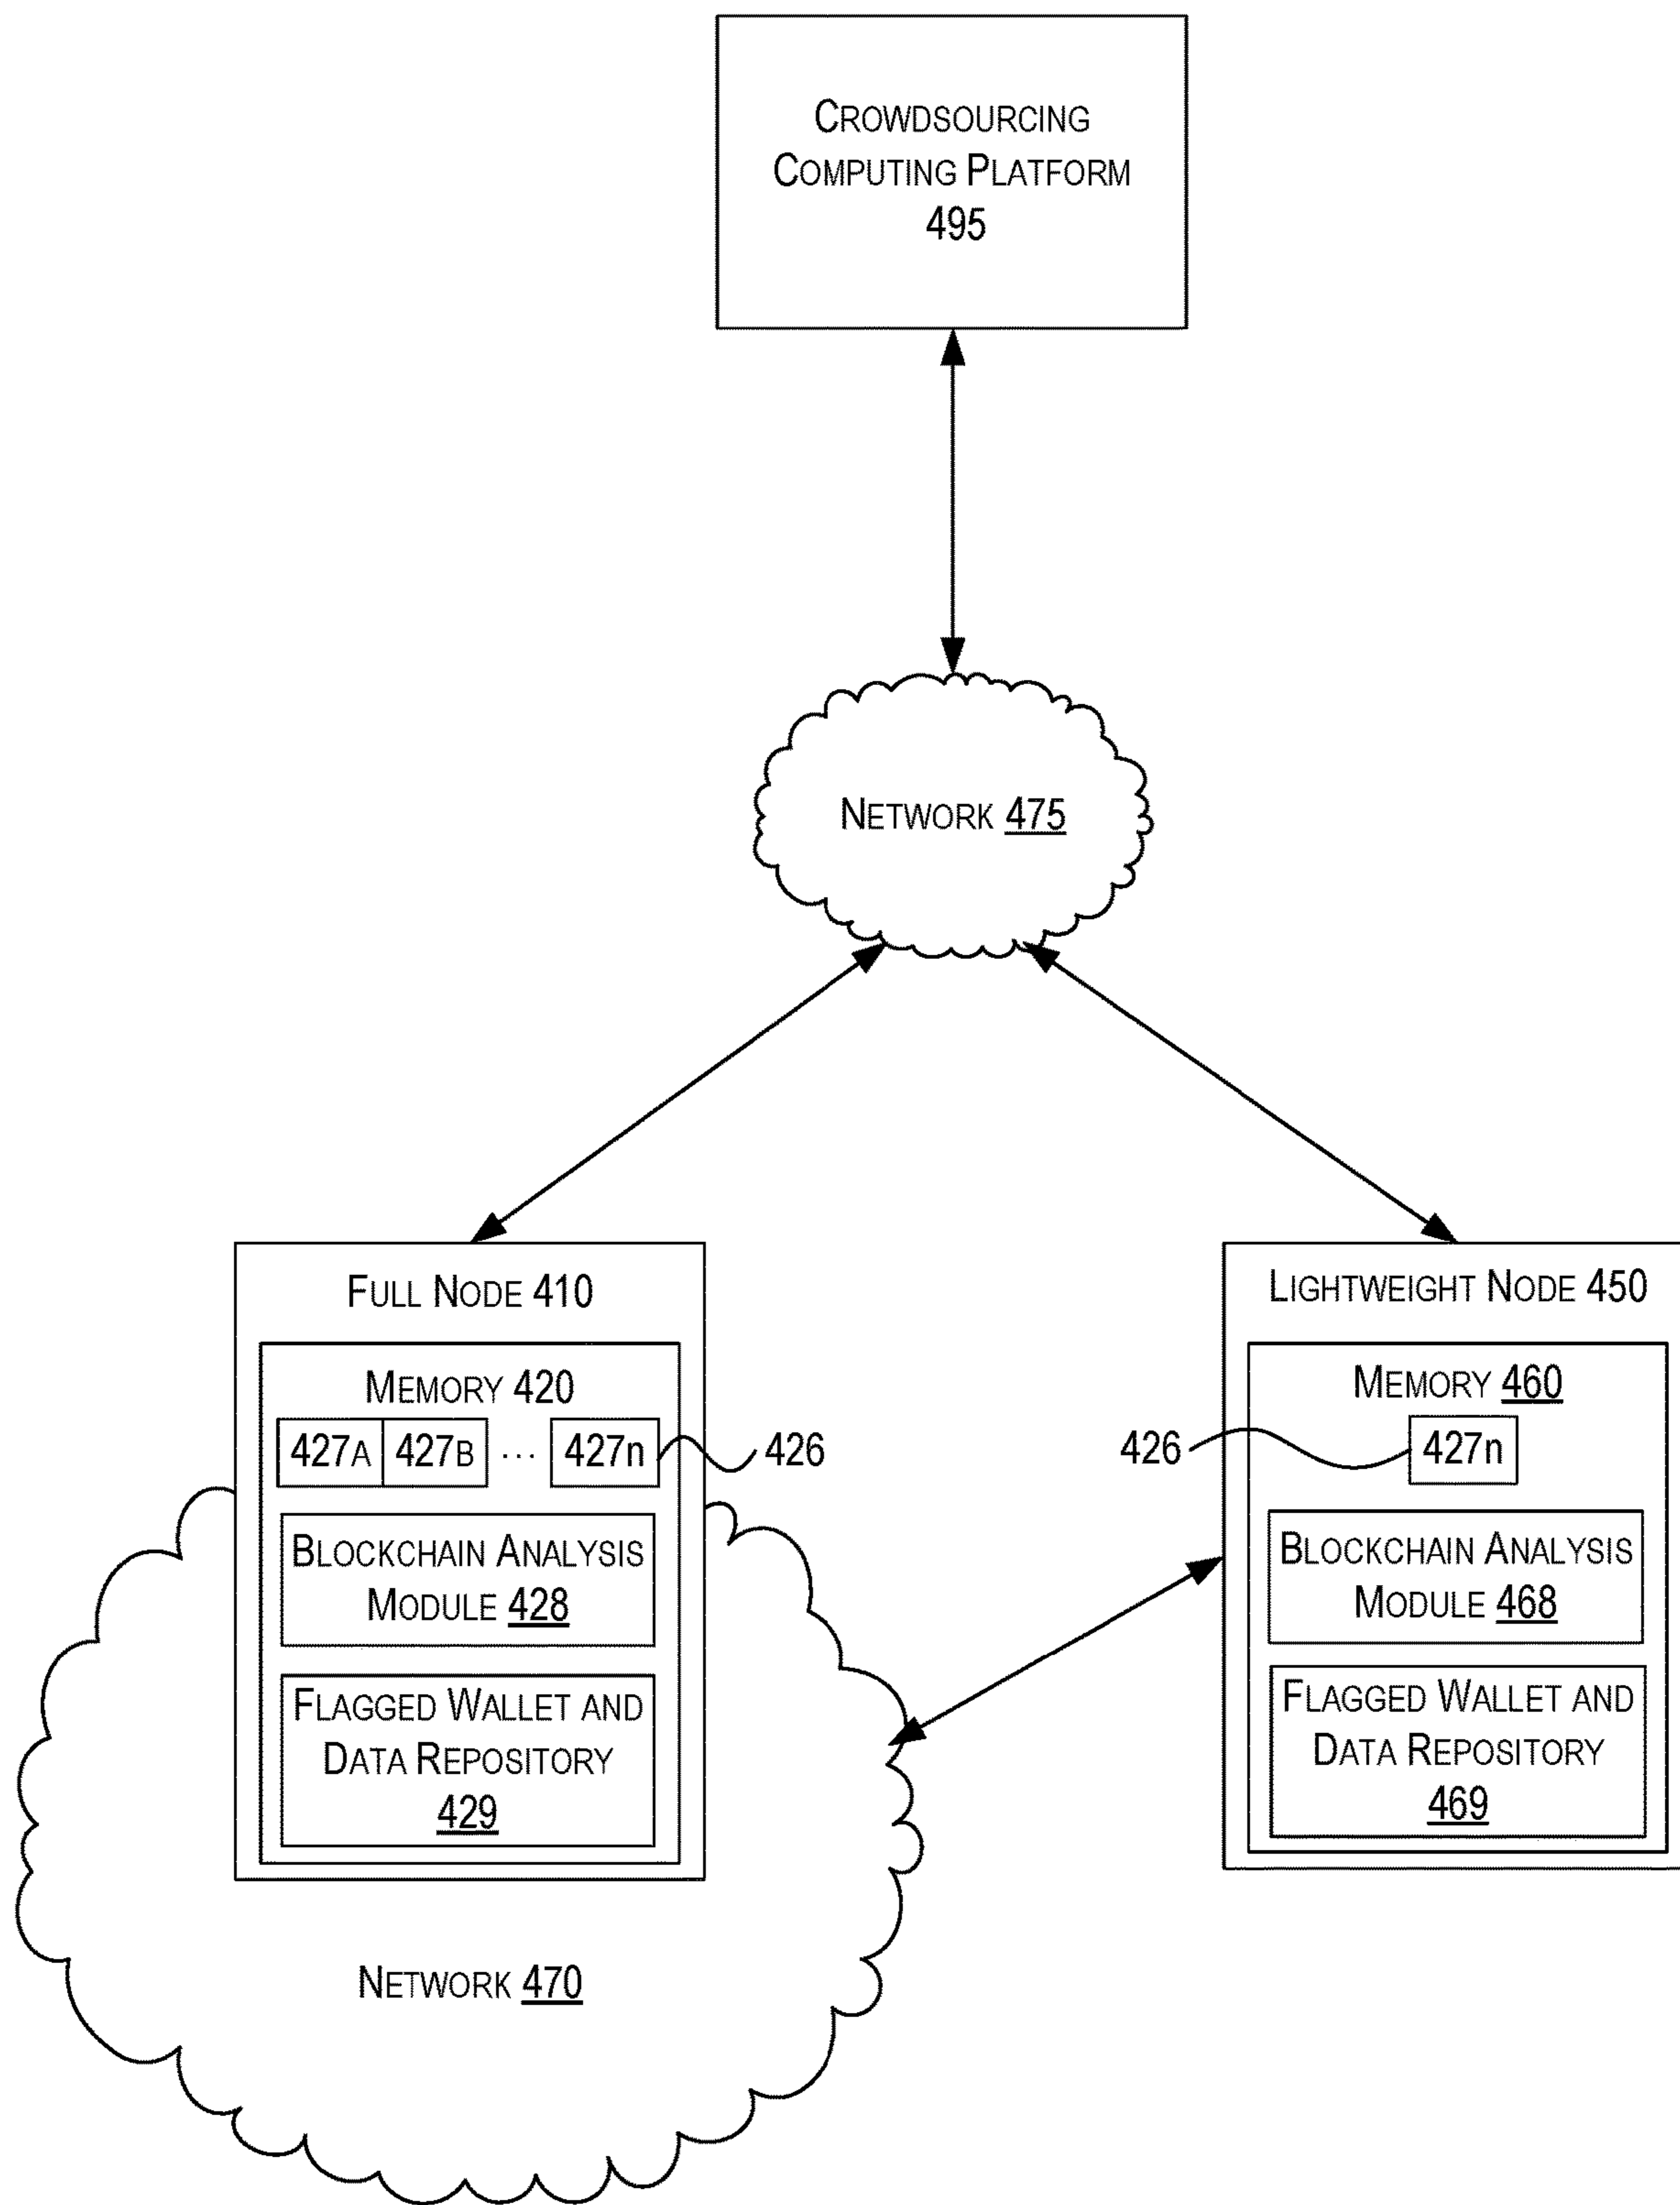 CROWDSOURCING
COMPUTING PLATFORM
495
NETWORK 475
FULL NODE 410
MEMORY 420
427A 427B ... 427n 426
BLOCKCHAIN ANALYSIS
MODULE 428
FLAGGED WALLET AND
DATA REPOSITORY
429
NETWORK 470
LIGHTWEIGHT NODE 450
MEMORY 460
426 427n
BLOCKCHAIN ANALYSIS
MODULE 468
FLAGGED WALLET AND
DATA REPOSITORY
469